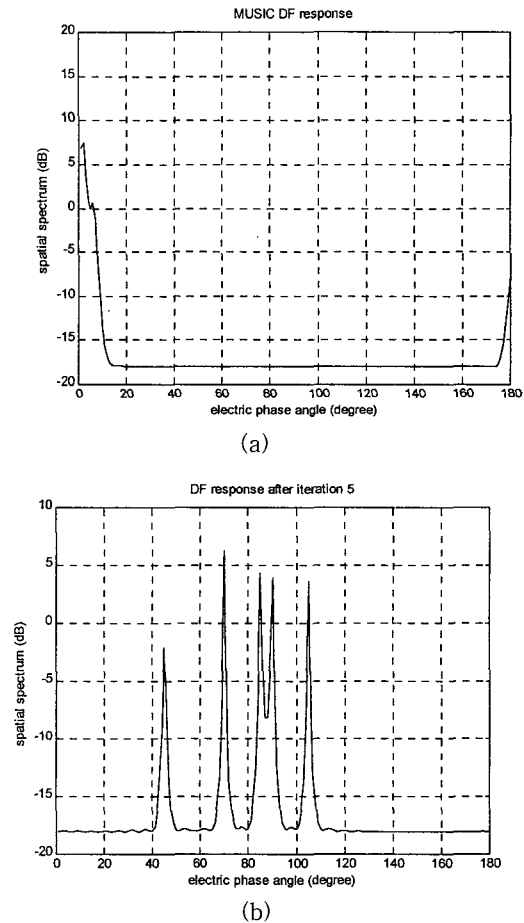 MUSIC DF response
20
15
10
5
0
-5
-10
-15
-20
spatial spectrum (dB)
0 20 40 60 80 100 120 140 160 180
electric phase angle (degree)
(a)
DF response after iteration 5
10
5
0
-5
-10
-15
-20
spatial spectrum (dB)
0 20 40 60 80 100 120 140 160 180
electric phase angle (degree)
(b)